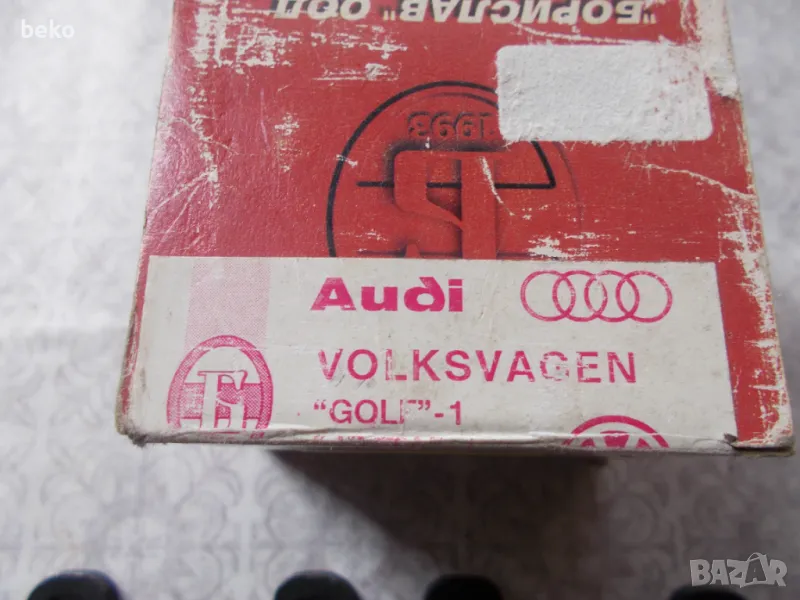 beko
"БОРИСЛАВ" ООД
1993
Audi
VOLKSVAGEN
"GOLF"-1
BAZAR